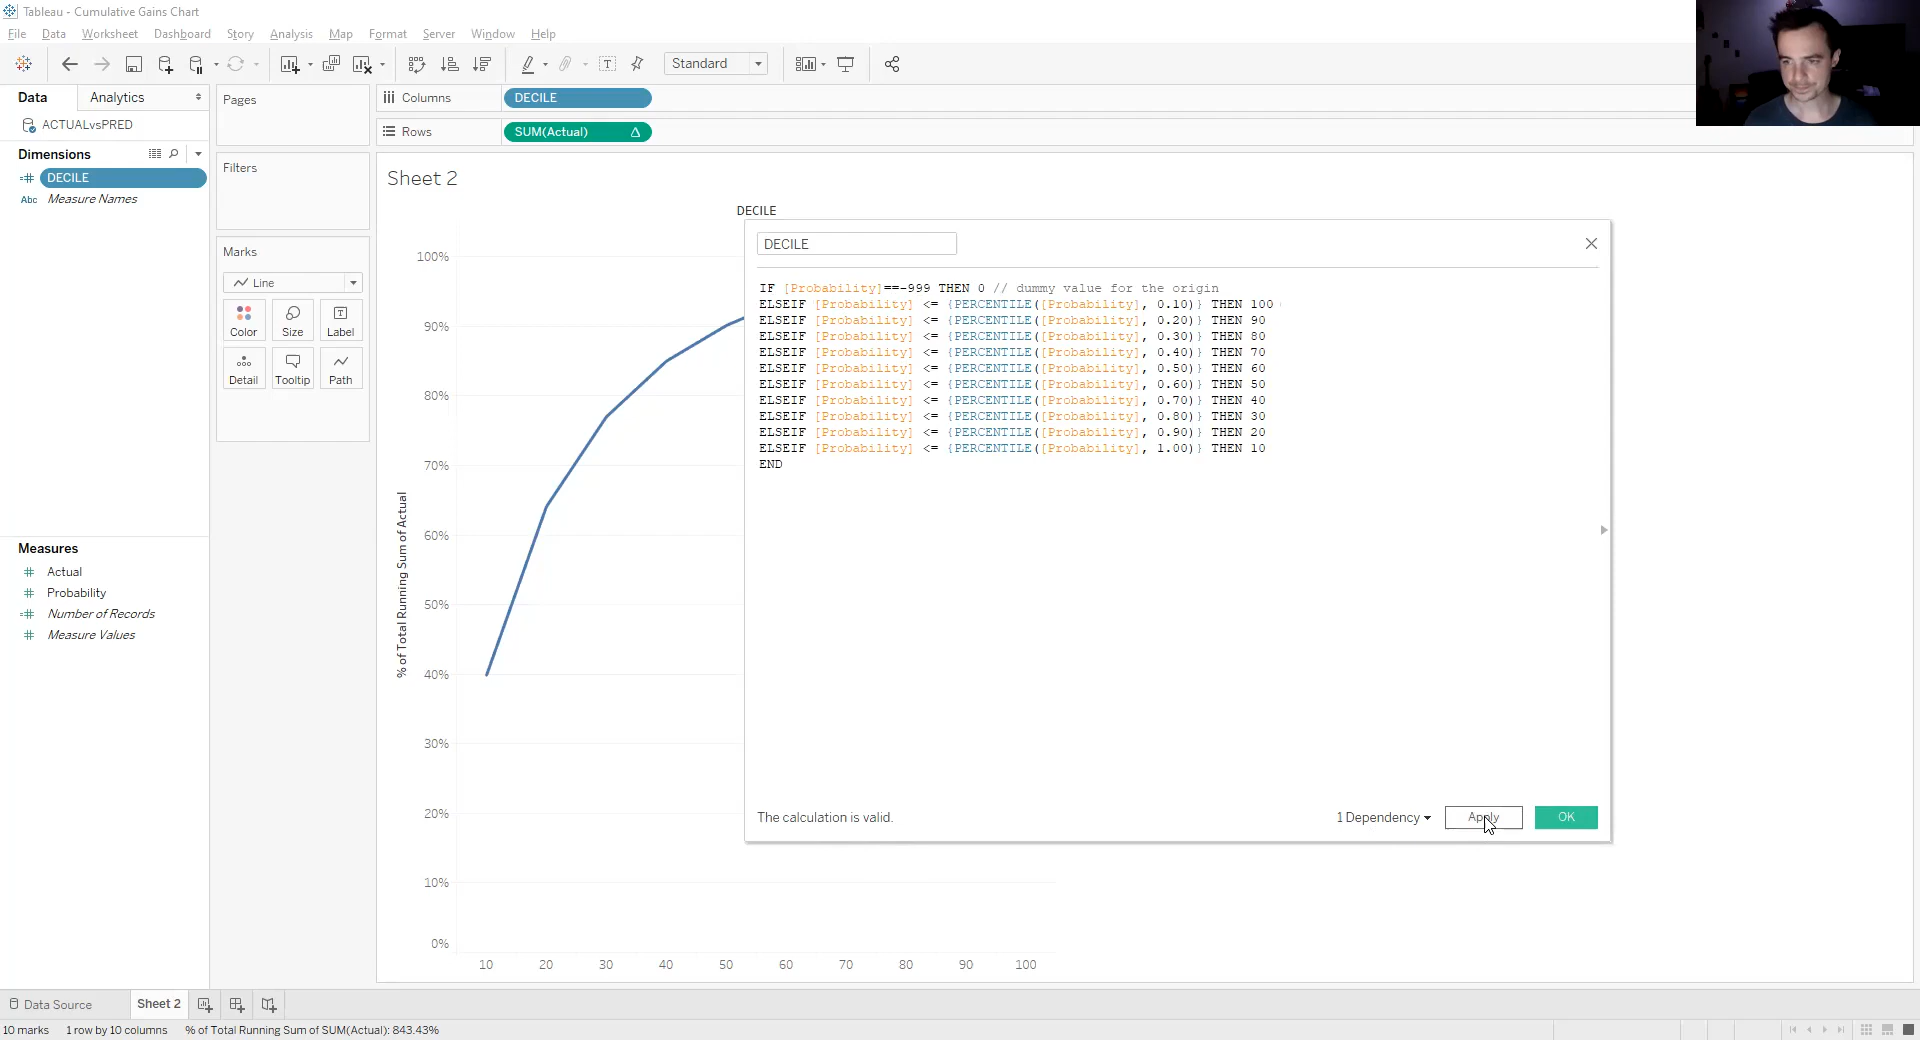 Tableau - Cumulative Gains Chart
File Data Worksheet Dashboard Story Analysis Map Format Server Window Help
Standard
Data Analytics
ACTUALvsPRED
Dimensions
DECILE
Abc Measure Names
Measures
Actual
Probability
Number of Records
Measure Values
Pages
Filters
Marks
Line
Color Size Label
Detail Tooltip Path
Columns DECILE
Rows SUM(Actual)
Sheet 2
DECILE
100%
90%
80%
70%
60%
50%
40%
30%
20%
10%
0%
% of Total Running Sum of Actual
10 20 30 40 50 60 70 80 90 100
DECILE
IF [Probability]==-999 THEN 0 // dummy value for the origin
ELSEIF [Probability] <= {PERCENTILE([Probability], 0.10)} THEN 100
ELSEIF [Probability] <= {PERCENTILE([Probability], 0.20)} THEN 90
ELSEIF [Probability] <= {PERCENTILE([Probability], 0.30)} THEN 80
ELSEIF [Probability] <= {PERCENTILE([Probability], 0.40)} THEN 70
ELSEIF [Probability] <= {PERCENTILE([Probability], 0.50)} THEN 60
ELSEIF [Probability] <= {PERCENTILE([Probability], 0.60)} THEN 50
ELSEIF [Probability] <= {PERCENTILE([Probability], 0.70)} THEN 40
ELSEIF [Probability] <= {PERCENTILE([Probability], 0.80)} THEN 30
ELSEIF [Probability] <= {PERCENTILE([Probability], 0.90)} THEN 20
ELSEIF [Probability] <= {PERCENTILE([Probability], 1.00)} THEN 10
END
The calculation is valid.
1 Dependency
Apply
OK
Data Source Sheet 2
10 marks 1 row by 10 columns % of Total Running Sum of SUM(Actual): 843.43%